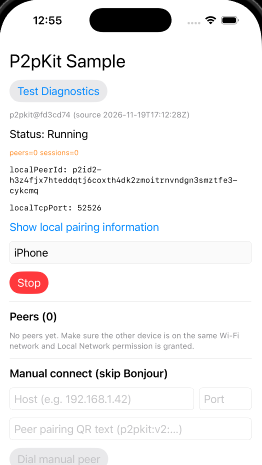 12:55
P2pKit Sample
Test Diagnostics
p2pkit@fd3cd74 (source 2026-11-19T17:12:28Z)
Status: Running
peers=0 sessions=0
localPeerId: p2id2-
h3z4fjx7hteddqtj6coxth4dk2zmoitrnvndgn3smztfe3-
cykcmq
localTcpPort: 52526
Show local pairing information
iPhone
Stop
Peers (0)
No peers yet. Make sure the other device is on the same Wi-Fi
network and Local Network permission is granted.
Manual connect (skip Bonjour)
Host (e.g. 192.168.1.42)
Port
Peer pairing QR text (p2pkit:v2:...)
Dial manual peer